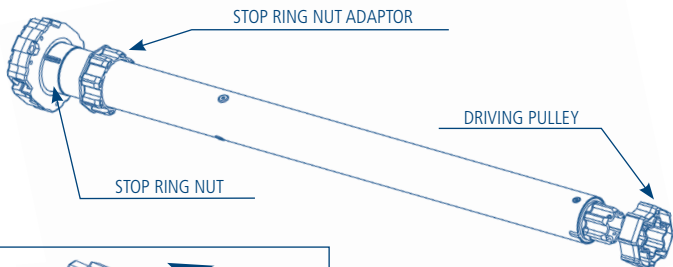 STOP RING NUT ADAPTOR
DRIVING PULLEY
STOP RING NUT